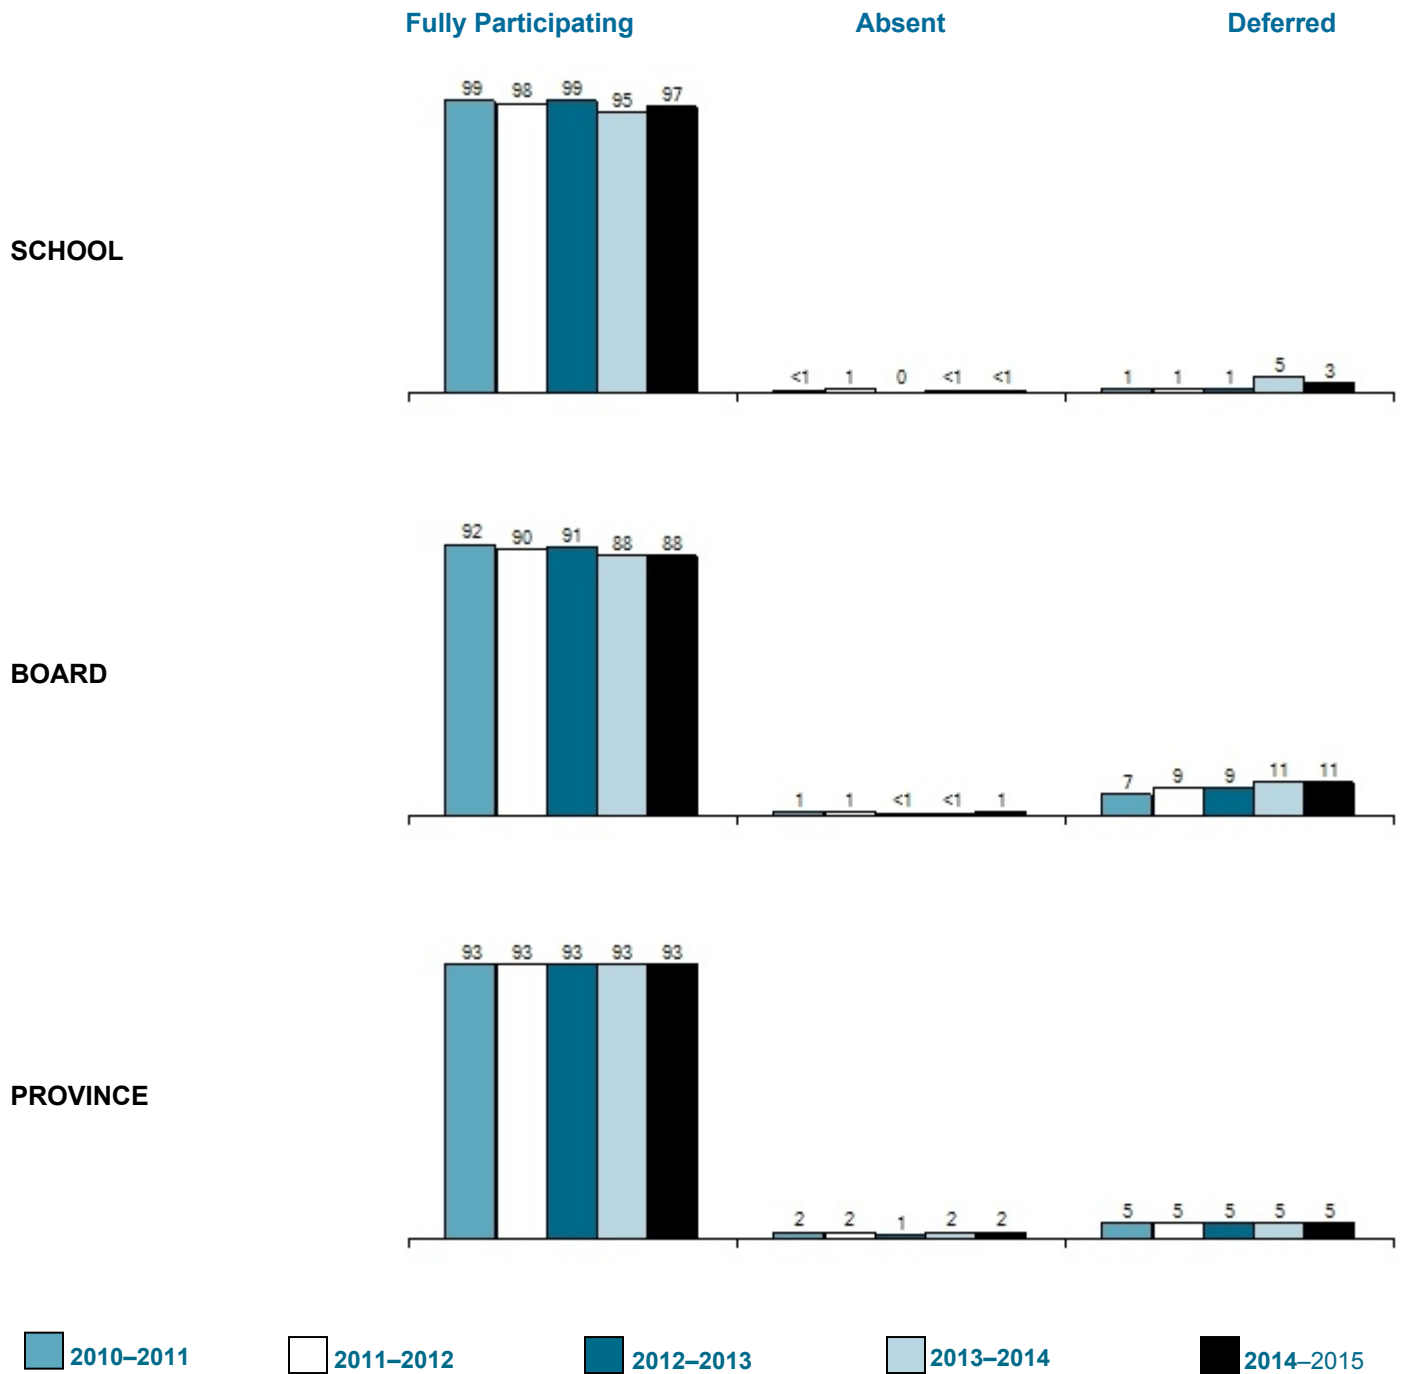 Fully Participating Absent Deferred
99 98 99 95 97 <1 1 0 <1 <1 1 1 1 5 3
SCHOOL
92 90 91 88 88 1 1 <1 <1 1 7 9 9 11 11
BOARD
93 93 93 93 93 2 2 1 2 2 5 5 5 5 5
PROVINCE
2010–2011 2011–2012 2012–2013 2013–2014 2014–2015